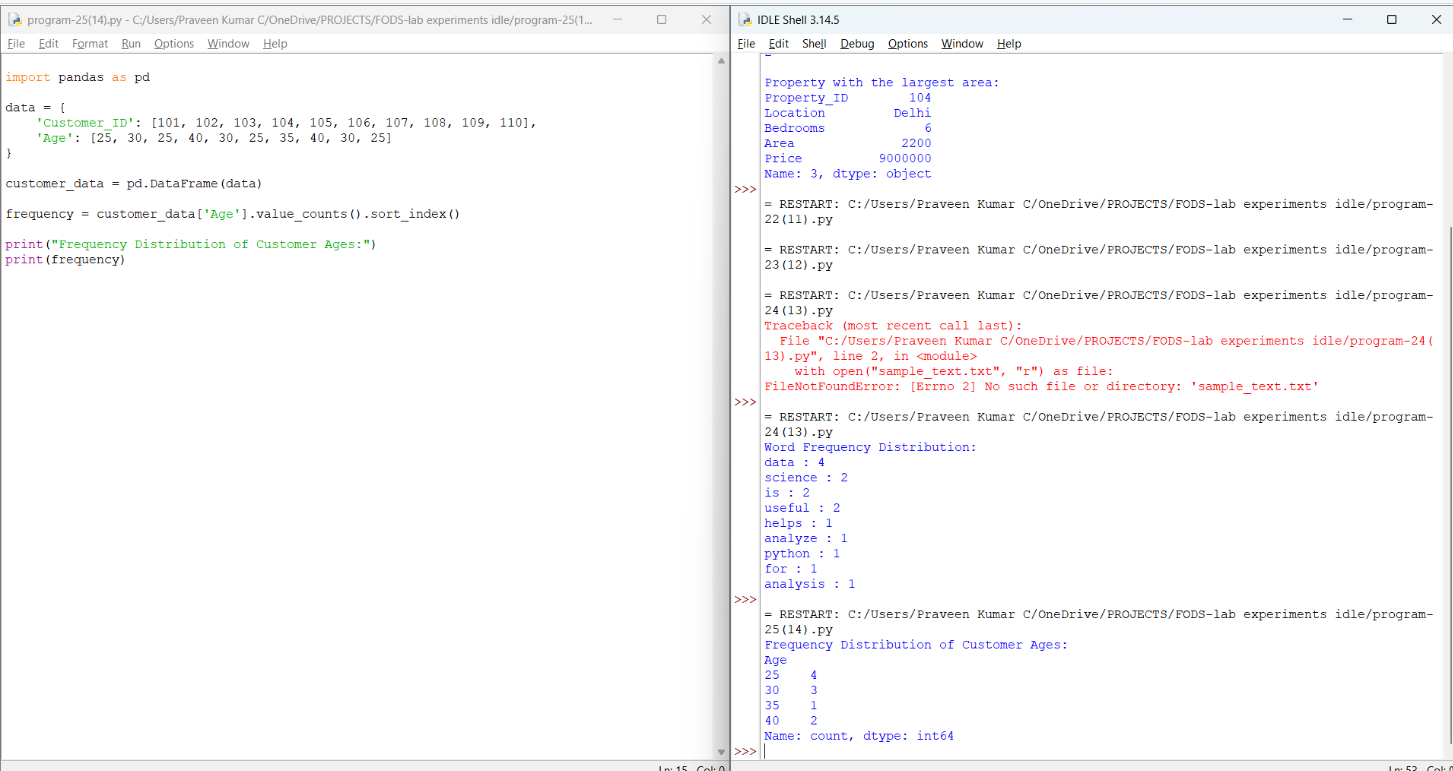 program-25(14).py - C:/Users/Praveen Kumar C/OneDrive/PROJECTS/FODS-lab experiments idle/program-25(1...
File Edit Format Run Options Window Help
import pandas as pd
data = {
    'Customer_ID': [101, 102, 103, 104, 105, 106, 107, 108, 109, 110],
    'Age': [25, 30, 25, 40, 30, 25, 35, 40, 30, 25]
}
customer_data = pd.DataFrame(data)
frequency = customer_data['Age'].value_counts().sort_index()
print("Frequency Distribution of Customer Ages:")
print(frequency)
Ln: 15 Col: 0
IDLE Shell 3.14.5
File Edit Shell Debug Options Window Help
Property with the largest area:
Property_ID        104
Location         Delhi
Bedrooms             6
Area              2200
Price          9000000
Name: 3, dtype: object
>>>
= RESTART: C:/Users/Praveen Kumar C/OneDrive/PROJECTS/FODS-lab experiments idle/program-
22(11).py
= RESTART: C:/Users/Praveen Kumar C/OneDrive/PROJECTS/FODS-lab experiments idle/program-
23(12).py
= RESTART: C:/Users/Praveen Kumar C/OneDrive/PROJECTS/FODS-lab experiments idle/program-
24(13).py
Traceback (most recent call last):
  File "C:/Users/Praveen Kumar C/OneDrive/PROJECTS/FODS-lab experiments idle/program-24(
13).py", line 2, in <module>
    with open("sample_text.txt", "r") as file:
FileNotFoundError: [Errno 2] No such file or directory: 'sample_text.txt'
>>>
= RESTART: C:/Users/Praveen Kumar C/OneDrive/PROJECTS/FODS-lab experiments idle/program-
24(13).py
Word Frequency Distribution:
data : 4
science : 2
is : 2
useful : 2
helps : 1
analyze : 1
python : 1
for : 1
analysis : 1
>>>
= RESTART: C:/Users/Praveen Kumar C/OneDrive/PROJECTS/FODS-lab experiments idle/program-
25(14).py
Frequency Distribution of Customer Ages:
Age
25    4
30    3
35    1
40    2
Name: count, dtype: int64
>>>
Ln: 53 Col: